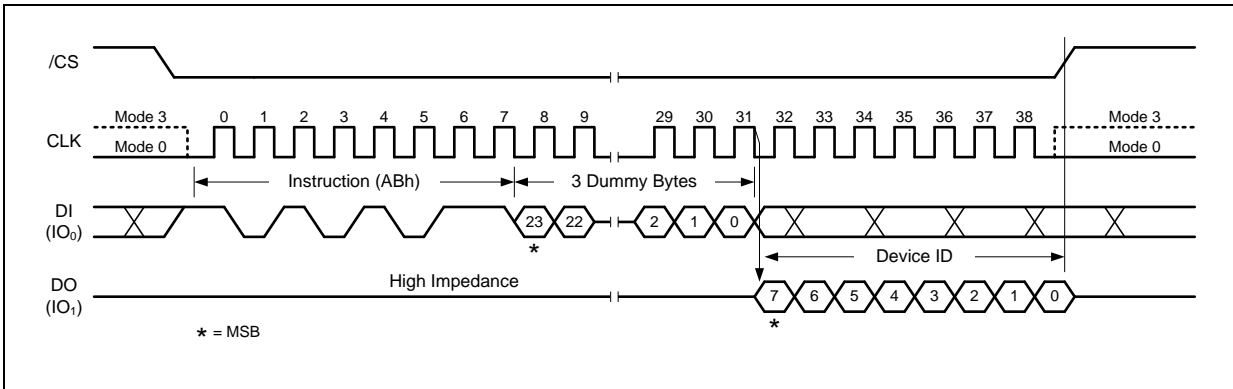 /CS
Mode 3 0 1 2 3 4 5 6 7 8 9 29 30 31 32 33 34 35 36 37 38 Mode 3
CLK
Mode 0 Mode 0
Instruction (ABh) 3 Dummy Bytes
DI
(IO₀)
23 22 2 1 0
*
Device ID
High Impedance
DO
(IO₁)
7 6 5 4 3 2 1 0
*
* = MSB